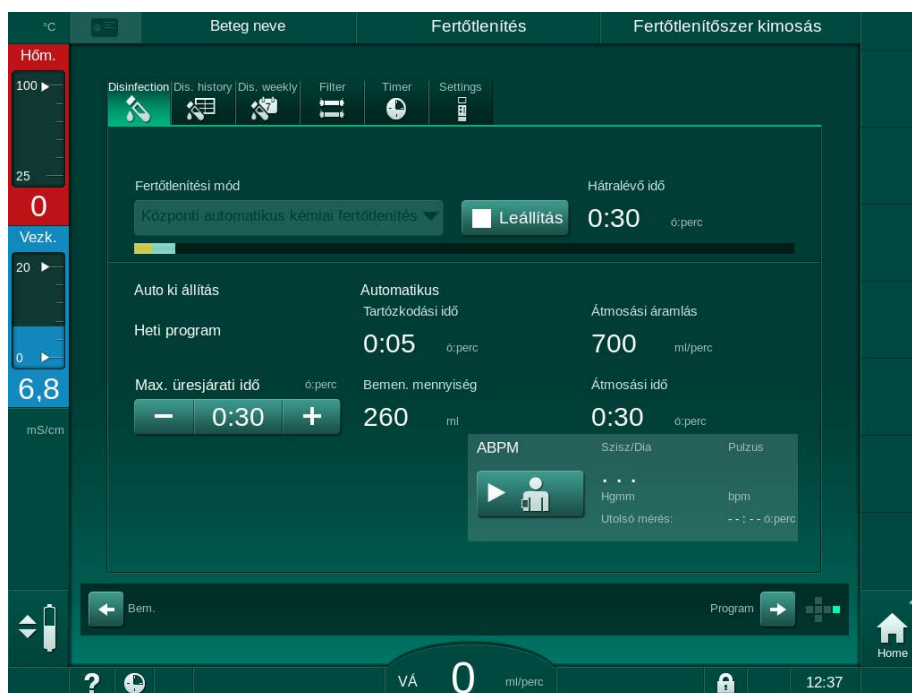 °C
Beteg neve
Fertőtlenítés
Fertőtlenítőszer kimosás
Hőm.
100
25
0
Vezk.
20
0
6,8
mS/cm
Disinfection
Dis. history
Dis. weekly
Filter
Timer
Settings
Fertőtlenítési mód
Hátralévő idő
Központi automatikus kémiai fertőtlenítés
Leállítás
0:30 ó:perc
Auto ki állítás
Automatikus
Tartózkodási idő
Átmosási áramlás
Heti program
0:05 ó:perc
700 ml/perc
Max. üresjárati idő ó:perc
Bemen. mennyiség
Átmosási idő
− 0:30 +
260 ml
0:30 ó:perc
ABPM
Szisz/Dia
Pulzus
. . .
Hgmm
bpm
Utolsó mérés:
--:-- ó:perc
Bem.
Program
Home
?
VÁ 0 ml/perc
12:37